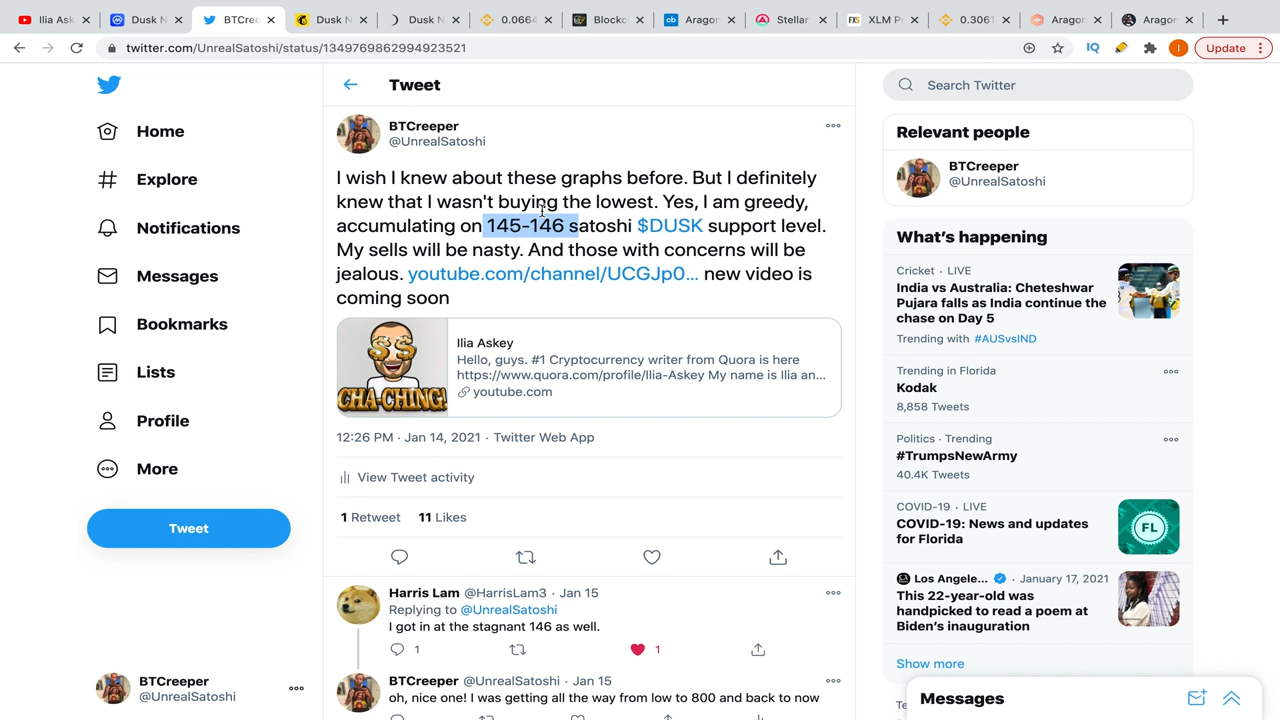 Ilia Ask
Dusk N
BTCree
Dusk N
Dusk N
0.0664
Blockc
Aragon
Stellar
XLM P
0.3061
Aragon
Aragon
twitter.com/UnrealSatoshi/status/1349769862994923521
IQ
I
Update
Home
Explore
Notifications
Messages
Bookmarks
Lists
Profile
More
Tweet
BTCreeper
@UnrealSatoshi
Tweet
BTCreeper
@UnrealSatoshi
I wish I knew about these graphs before. But I definitely
knew that I wasn't buying the lowest. Yes, I am greedy,
accumulating on 145-146 satoshi $DUSK support level.
My sells will be nasty. And those with concerns will be
jealous. youtube.com/channel/UCGJp0... new video is
coming soon
CHA-CHING!
Ilia Askey
Hello, guys. #1 Cryptocurrency writer from Quora is here
https://www.quora.com/profile/Ilia-Askey My name is Ilia an...
youtube.com
12:26 PM · Jan 14, 2021 · Twitter Web App
View Tweet activity
1 Retweet 11 Likes
Harris Lam @HarrisLam3 · Jan 15
Replying to @UnrealSatoshi
I got in at the stagnant 146 as well.
1
1
BTCreeper @UnrealSatoshi · Jan 15
oh, nice one! I was getting all the way from low to 800 and back to now
Search Twitter
Relevant people
BTCreeper
@UnrealSatoshi
What's happening
Cricket · LIVE
India vs Australia: Cheteshwar
Pujara falls as India continue the
chase on Day 5
Trending with #AUSvsIND
Trending in Florida
Kodak
8,858 Tweets
Politics · Trending
#TrumpsNewArmy
40.4K Tweets
COVID-19 · LIVE
COVID-19: News and updates
for Florida
FL
Los Angele... · January 17, 2021
This 22-year-old was
handpicked to read a poem at
Biden's inauguration
Show more
Messages